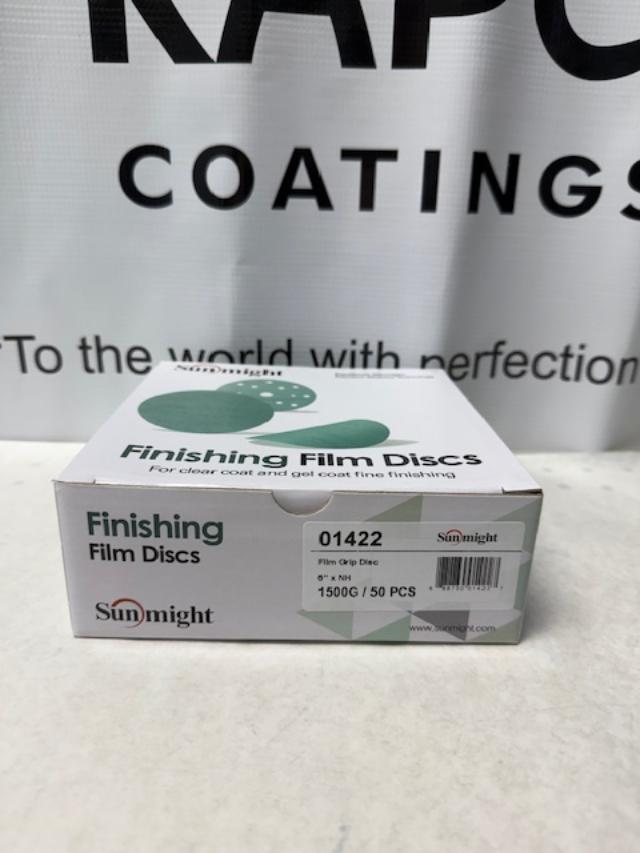 KAPC
COATINGS
"To the world with perfection
Sunmight
Finishing Film Discs
For clear coat and gel coat fine finishing
Finishing
Film Discs
Sunmight
01422
Sunmight
Film Grip Disc
6" x NH
1500G / 50 PCS
www.sunmight.com